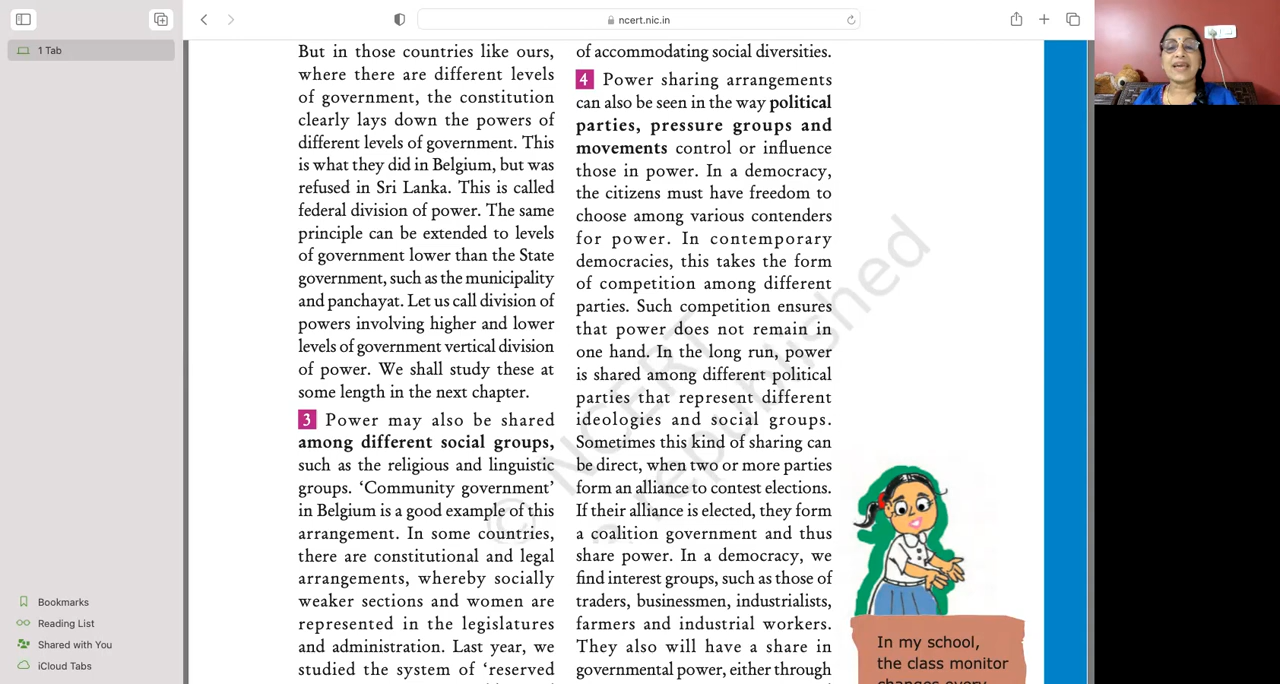 1 Tab
ncert.nic.in
But in those countries like ours,
where there are different levels
of government, the constitution
clearly lays down the powers of
different levels of government. This
is what they did in Belgium, but was
refused in Sri Lanka. This is called
federal division of power. The same
principle can be extended to levels
of government lower than the State
government, such as the municipality
and panchayat. Let us call division of
powers involving higher and lower
levels of government vertical division
of power. We shall study these at
some length in the next chapter.
3 Power may also be shared
among different social groups,
such as the religious and linguistic
groups. ‘Community government’
in Belgium is a good example of this
arrangement. In some countries,
there are constitutional and legal
arrangements, whereby socially
weaker sections and women are
represented in the legislatures
and administration. Last year, we
studied the system of ‘reserved
of accommodating social diversities.
4 Power sharing arrangements
can also be seen in the way political
parties, pressure groups and
movements control or influence
those in power. In a democracy,
the citizens must have freedom to
choose among various contenders
for power. In contemporary
democracies, this takes the form
of competition among different
parties. Such competition ensures
that power does not remain in
one hand. In the long run, power
is shared among different political
parties that represent different
ideologies and social groups.
Sometimes this kind of sharing can
be direct, when two or more parties
form an alliance to contest elections.
If their alliance is elected, they form
a coalition government and thus
share power. In a democracy, we
find interest groups, such as those of
traders, businessmen, industrialists,
farmers and industrial workers.
They also will have a share in
governmental power, either through
In my school,
the class monitor
changes every
© NCERT
republished
Bookmarks
Reading List
Shared with You
iCloud Tabs